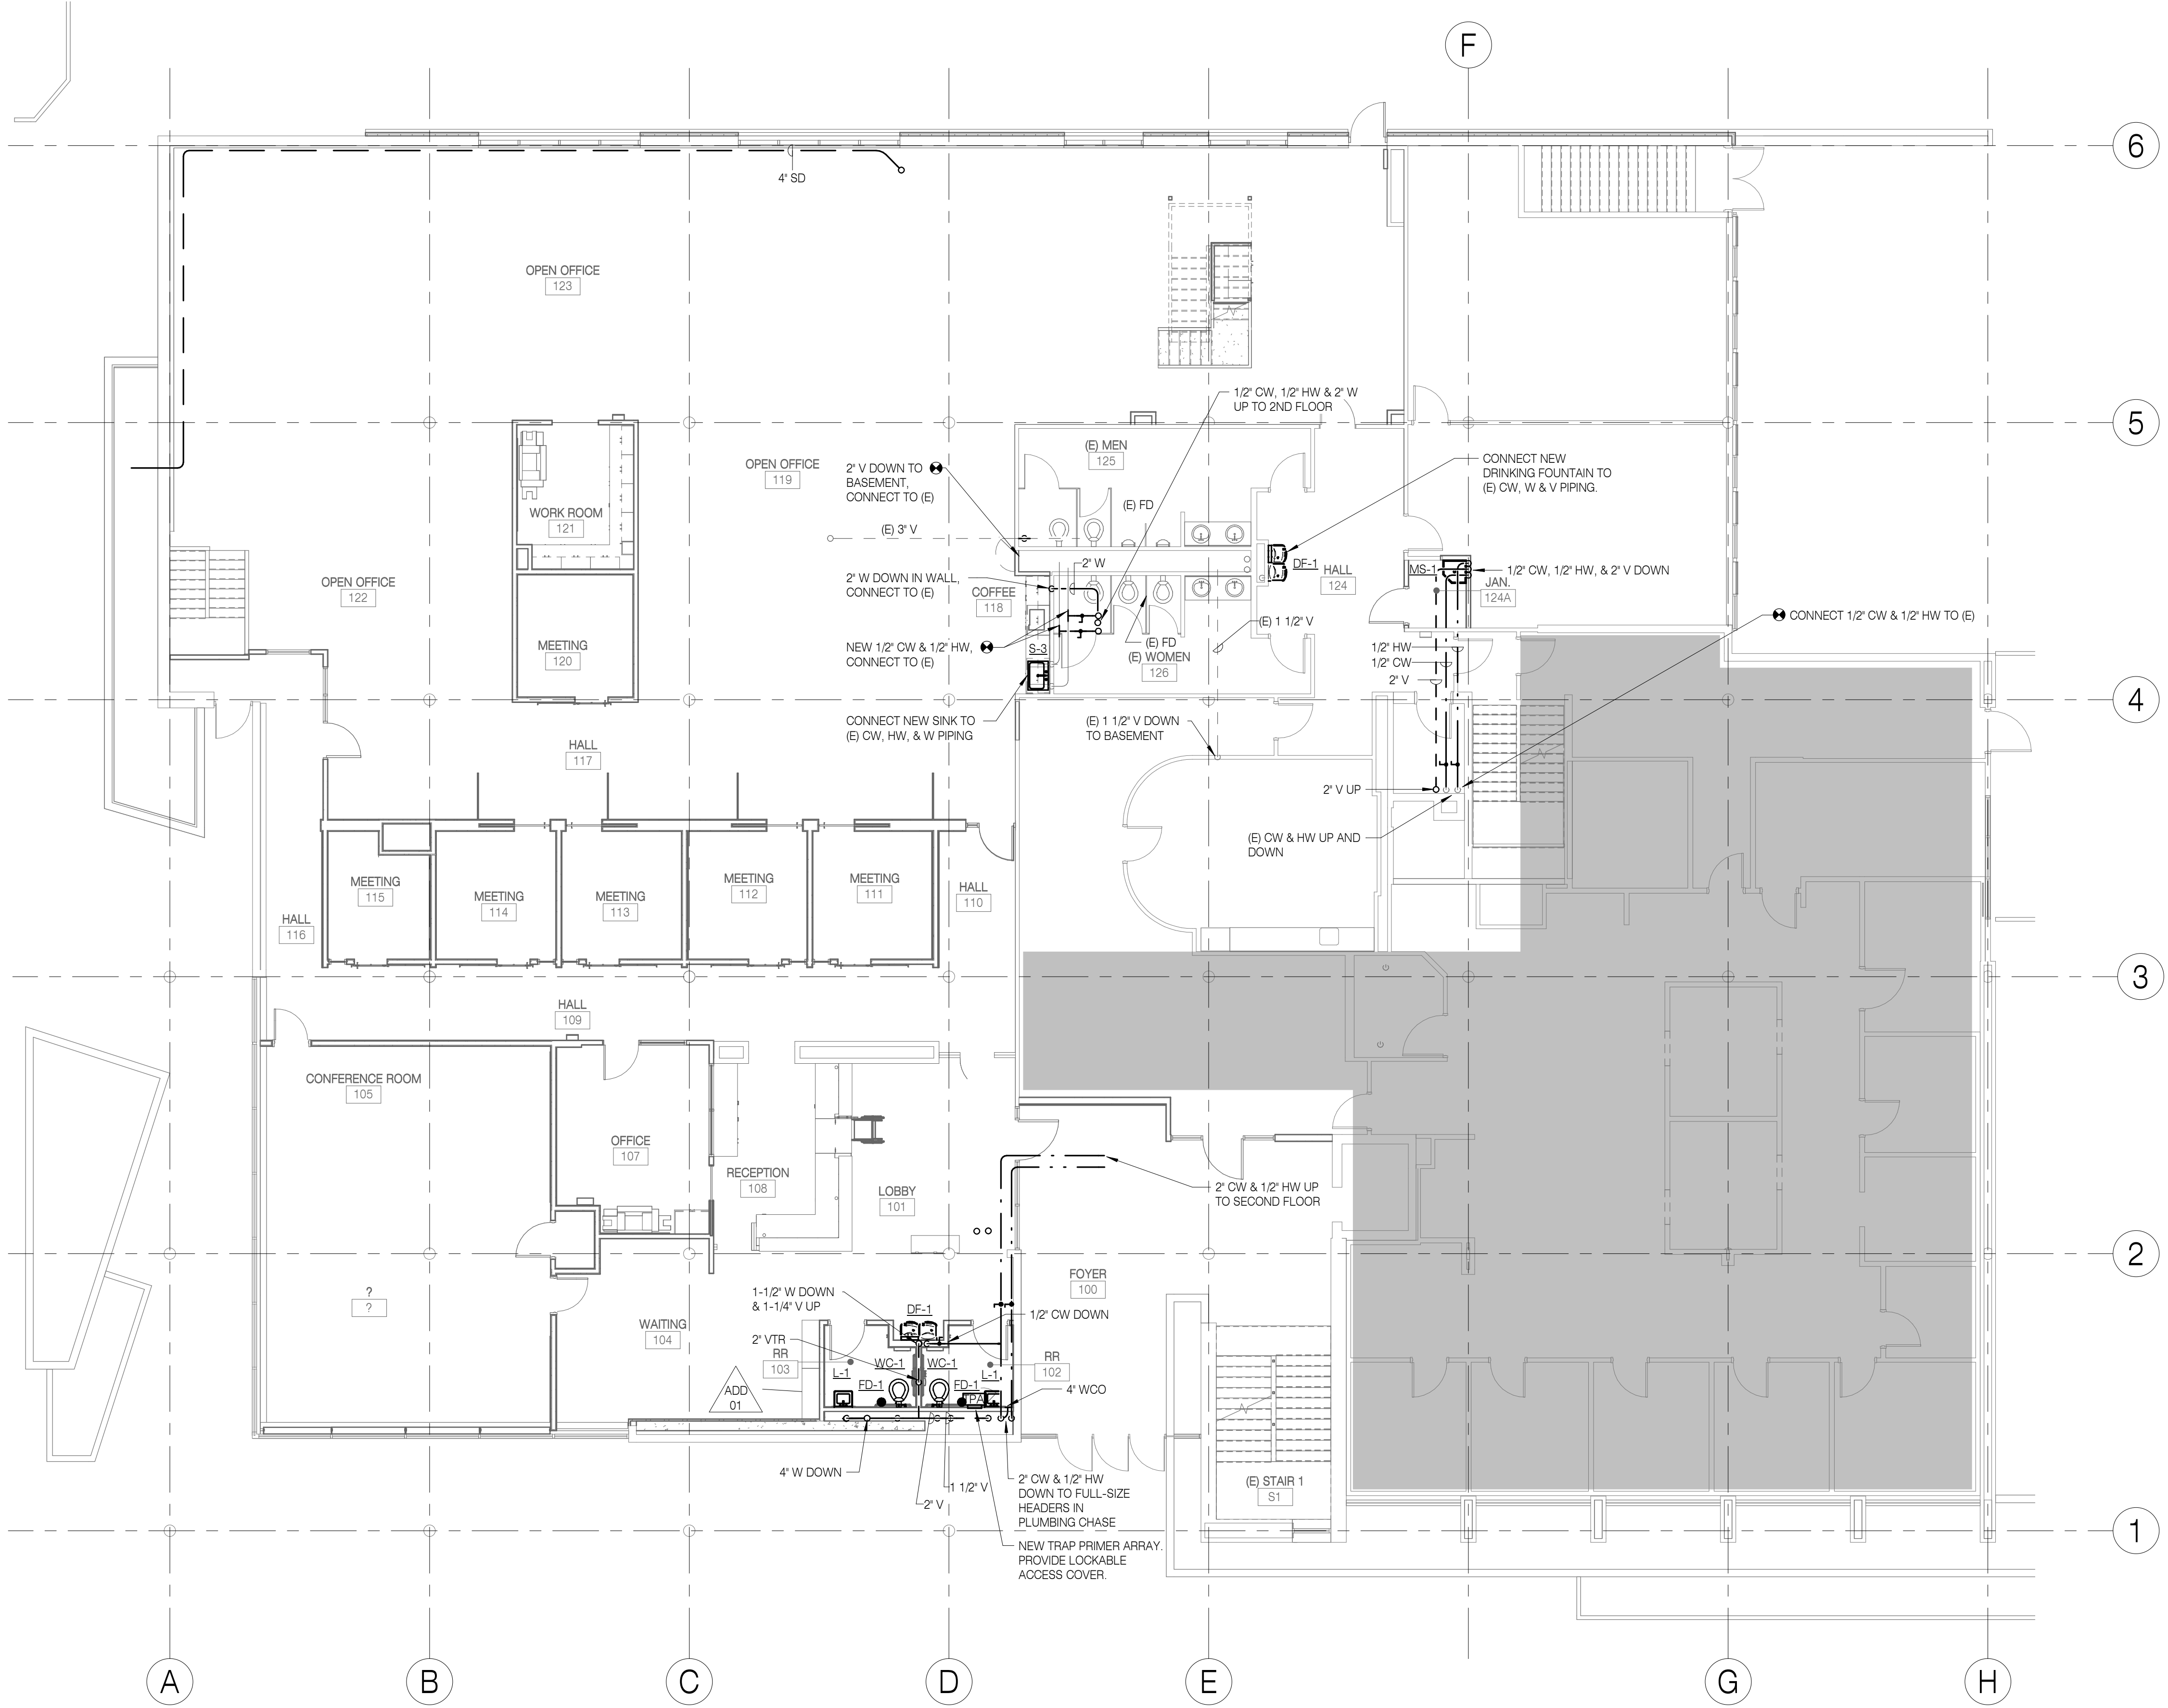 F
6
4" SD
OPEN OFFICE
123
1/2" CW, 1/2" HW & 2" W
UP TO 2ND FLOOR
5
(E) MEN
125
OPEN OFFICE
119
2" V DOWN TO
BASEMENT,
CONNECT TO (E)
CONNECT NEW
DRINKING FOUNTAIN TO
(E) CW, W & V PIPING.
(E) FD
WORK ROOM
121
(E) 3" V
2" W
DF-1
HALL
124
MS-1
1/2" CW, 1/2" HW, & 2" V DOWN
JAN.
124A
OPEN OFFICE
122
2" W DOWN IN WALL,
CONNECT TO (E)
COFFEE
118
CONNECT 1/2" CW & 1/2" HW TO (E)
(E) 1 1/2" V
MEETING
120
NEW 1/2" CW & 1/2" HW,
CONNECT TO (E)
S-3
(E) FD
(E) WOMEN
126
1/2" HW
1/2" CW
2" V
4
CONNECT NEW SINK TO
(E) CW, HW, & W PIPING
(E) 1 1/2" V DOWN
TO BASEMENT
HALL
117
2" V UP
(E) CW & HW UP AND
DOWN
MEETING
115
MEETING
114
MEETING
113
MEETING
112
MEETING
111
HALL
110
HALL
116
3
HALL
109
CONFERENCE ROOM
105
OFFICE
107
RECEPTION
108
LOBBY
101
2" CW & 1/2" HW UP
TO SECOND FLOOR
2
FOYER
100
?
?
1-1/2" W DOWN
& 1-1/4" V UP
DF-1
1/2" CW DOWN
WAITING
104
2" VTR
RR
103
WC-1
WC-1
RR
102
L-1
FD-1
FD-1
L-1
TPA
4" WCO
ADD
01
4" W DOWN
2" V
1 1/2" V
2" CW & 1/2" HW
DOWN TO FULL-SIZE
HEADERS IN
PLUMBING CHASE
(E) STAIR 1
S1
1
NEW TRAP PRIMER ARRAY.
PROVIDE LOCKABLE
ACCESS COVER.
A
B
C
D
E
G
H